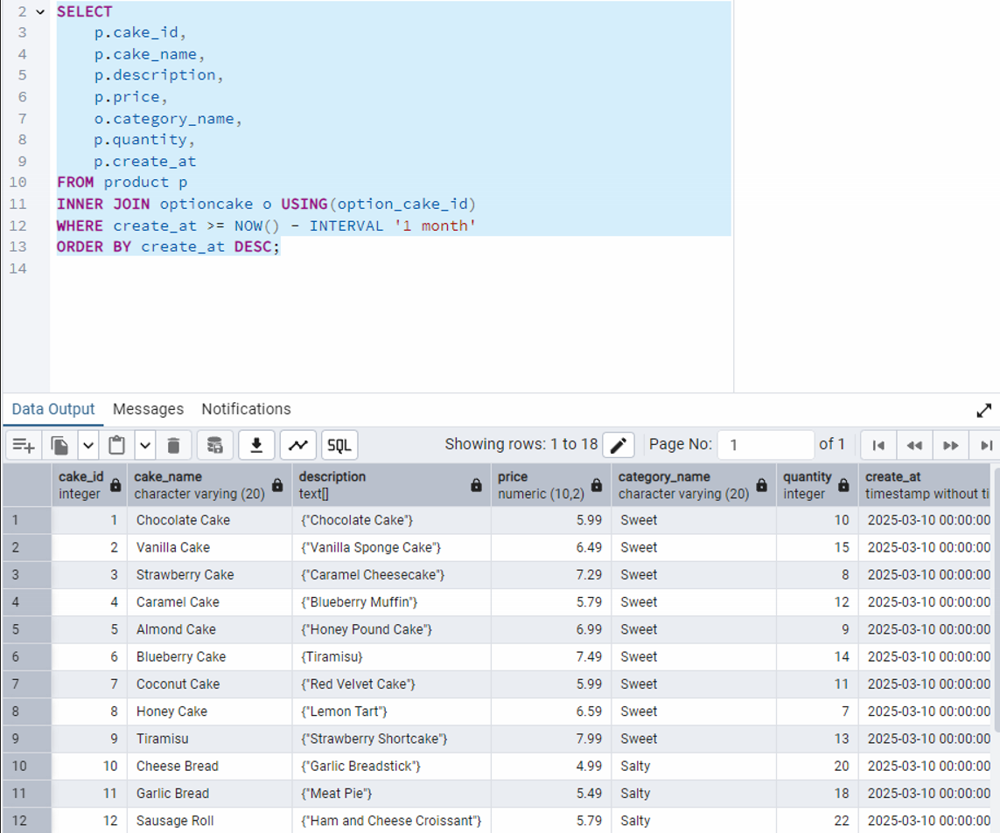 2 SELECT
3 p.cake_id,
4 p.cake_name,
5 p.description,
6 p.price,
7 o.category_name,
8 p.quantity,
9 p.create_at
10 FROM product p
11 INNER JOIN optioncake o USING(option_cake_id)
12 WHERE create_at >= NOW() - INTERVAL '1 month'
13 ORDER BY create_at DESC;
14
Data Output Messages Notifications
SQL Showing rows: 1 to 18 Page No: 1 of 1
cake_id cake_name description price category_name quantity create_at
integer character varying (20) text[] numeric (10,2) character varying (20) integer timestamp without ti
1 1 Chocolate Cake {"Chocolate Cake"} 5.99 Sweet 10 2025-03-10 00:00:00
2 2 Vanilla Cake {"Vanilla Sponge Cake"} 6.49 Sweet 15 2025-03-10 00:00:00
3 3 Strawberry Cake {"Caramel Cheesecake"} 7.29 Sweet 8 2025-03-10 00:00:00
4 4 Caramel Cake {"Blueberry Muffin"} 5.79 Sweet 12 2025-03-10 00:00:00
5 5 Almond Cake {"Honey Pound Cake"} 6.99 Sweet 9 2025-03-10 00:00:00
6 6 Blueberry Cake {Tiramisu} 7.49 Sweet 14 2025-03-10 00:00:00
7 7 Coconut Cake {"Red Velvet Cake"} 5.99 Sweet 11 2025-03-10 00:00:00
8 8 Honey Cake {"Lemon Tart"} 6.59 Sweet 7 2025-03-10 00:00:00
9 9 Tiramisu {"Strawberry Shortcake"} 7.99 Sweet 13 2025-03-10 00:00:00
10 10 Cheese Bread {"Garlic Breadstick"} 4.99 Salty 20 2025-03-10 00:00:00
11 11 Garlic Bread {"Meat Pie"} 5.49 Salty 18 2025-03-10 00:00:00
12 12 Sausage Roll {"Ham and Cheese Croissant"} 5.79 Salty 22 2025-03-10 00:00:00